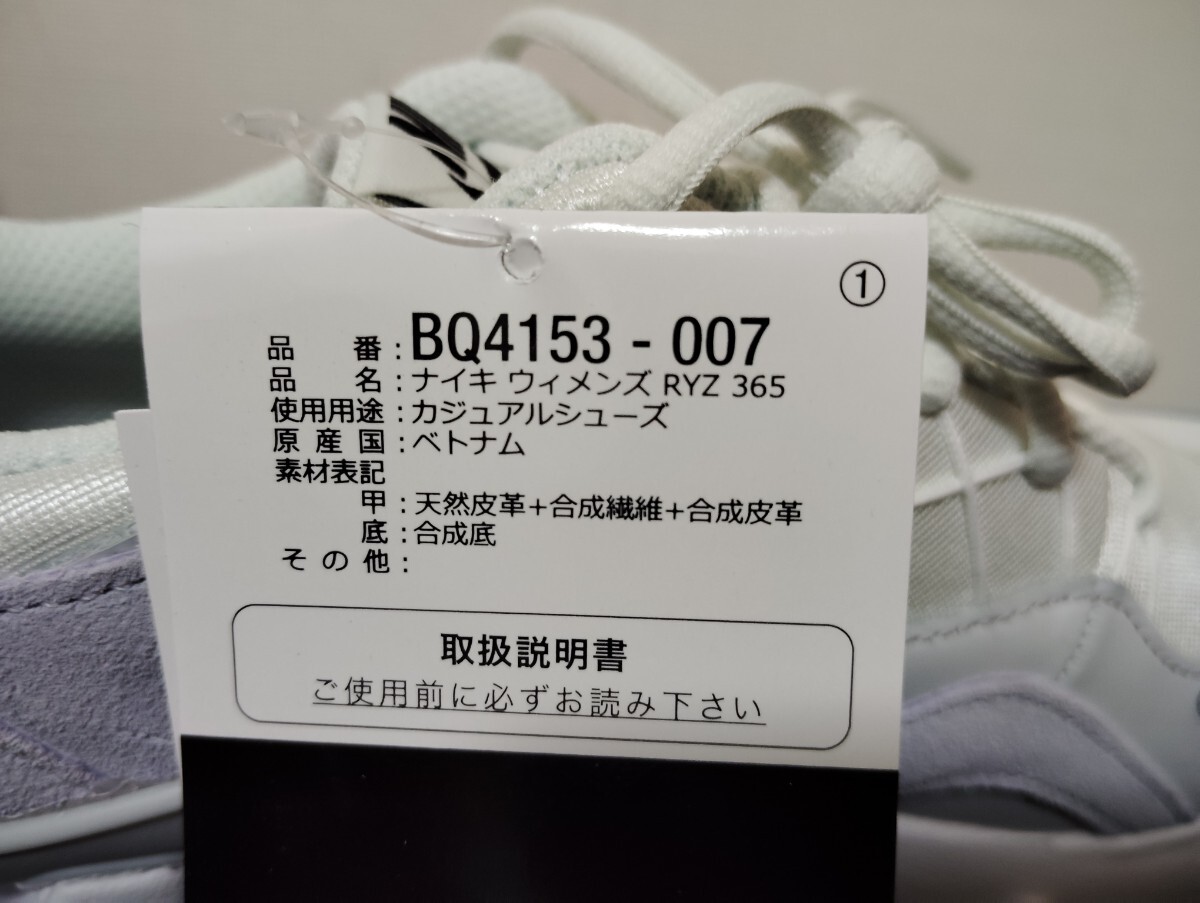 ①
品番：BQ4153 - 007
品名：ナイキ ウィメンズ RYZ 365
使用用途：カジュアルシューズ
原産国：ベトナム
素材表記
甲：天然皮革+合成繊維+合成皮革
底：合成底
その他：
取扱説明書
ご使用前に必ずお読み下さい